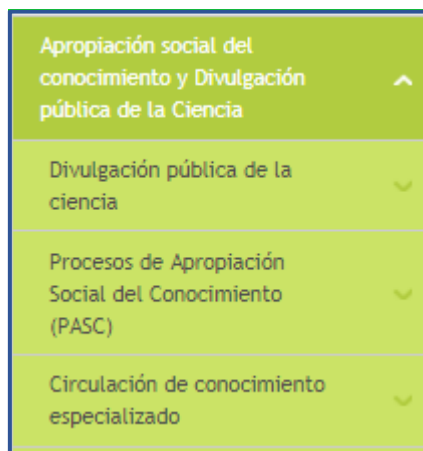 Apropiación social del
conocimiento y Divulgación
pública de la Ciencia
Divulgación pública de la
ciencia
Procesos de Apropiación
Social del Conocimiento
(PASC)
Circulación de conocimiento
especializado